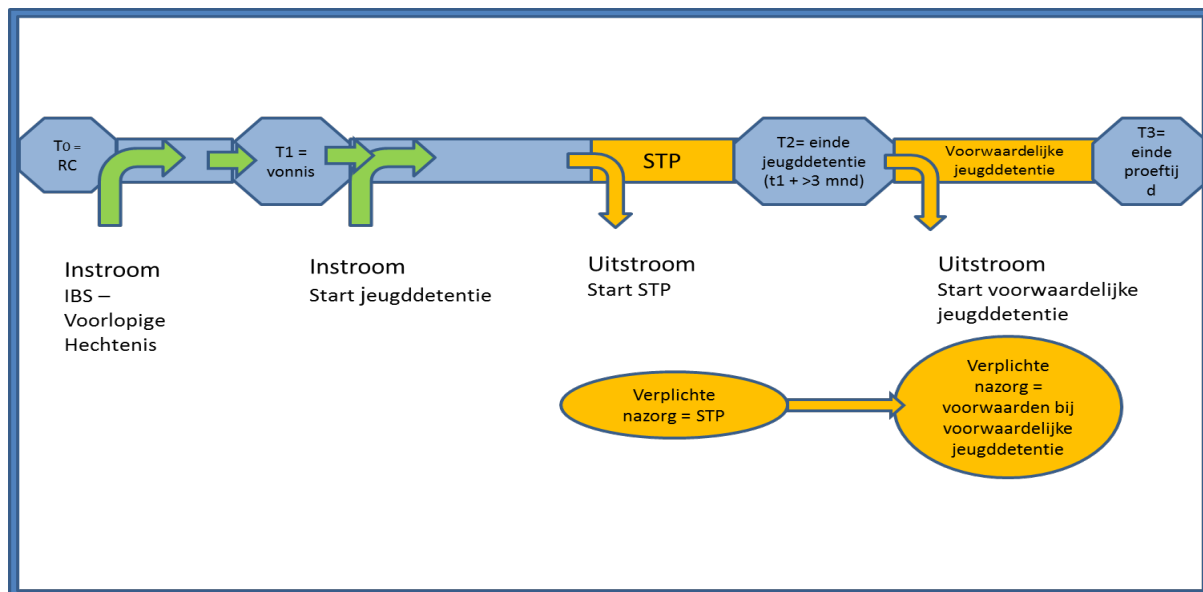 T0 =
RC
T1 =
vonnis
STP
T2= einde
jeugddetentie
(t1 + >3 mnd)
Voorwaardelijke
jeugddetentie
T3=
einde
proeftij
d
Instroom
IBS –
Voorlopige
Hechtenis
Instroom
Start jeugddetentie
Uitstroom
Start STP
Uitstroom
Start voorwaardelijke
jeugddetentie
Verplichte
nazorg = STP
Verplichte
nazorg =
voorwaarden bij
voorwaardelijke
jeugddetentie